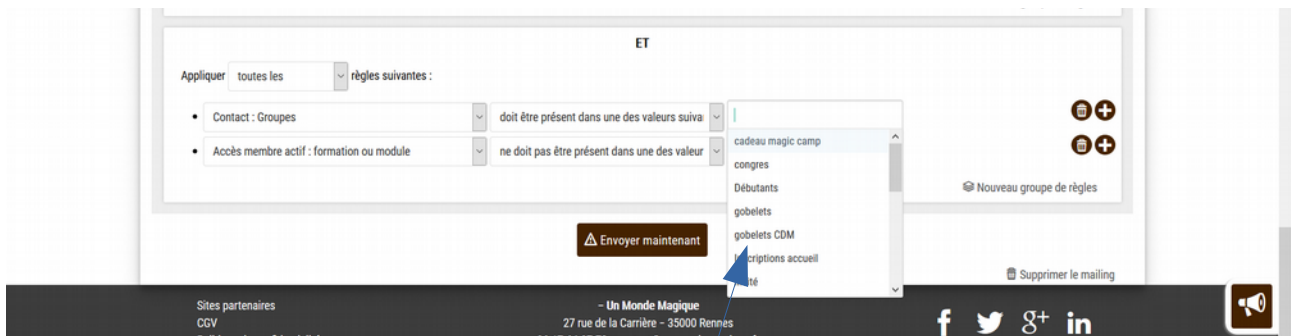 ET
Appliquer toutes les règles suivantes :
Contact : Groupes doit être présent dans une des valeurs suiva
cadeau magic camp
Accès membre actif : formation ou module ne doit pas être présent dans une des valeur
congres
Débutants
Nouveau groupe de règles
gobelets
gobelets CDM
Envoyer maintenant
accueil
Supprimer le mailing
Sites partenaires
– Un Monde Magique
CGV
27 rue de la Carrière - 35000 Rennes